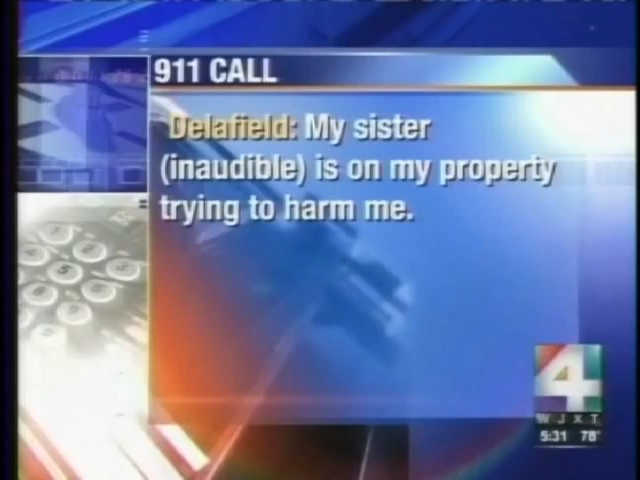 911 CALL
Delafield: My sister
(inaudible) is on my property
trying to harm me.
4
WJXT
5:31 78°